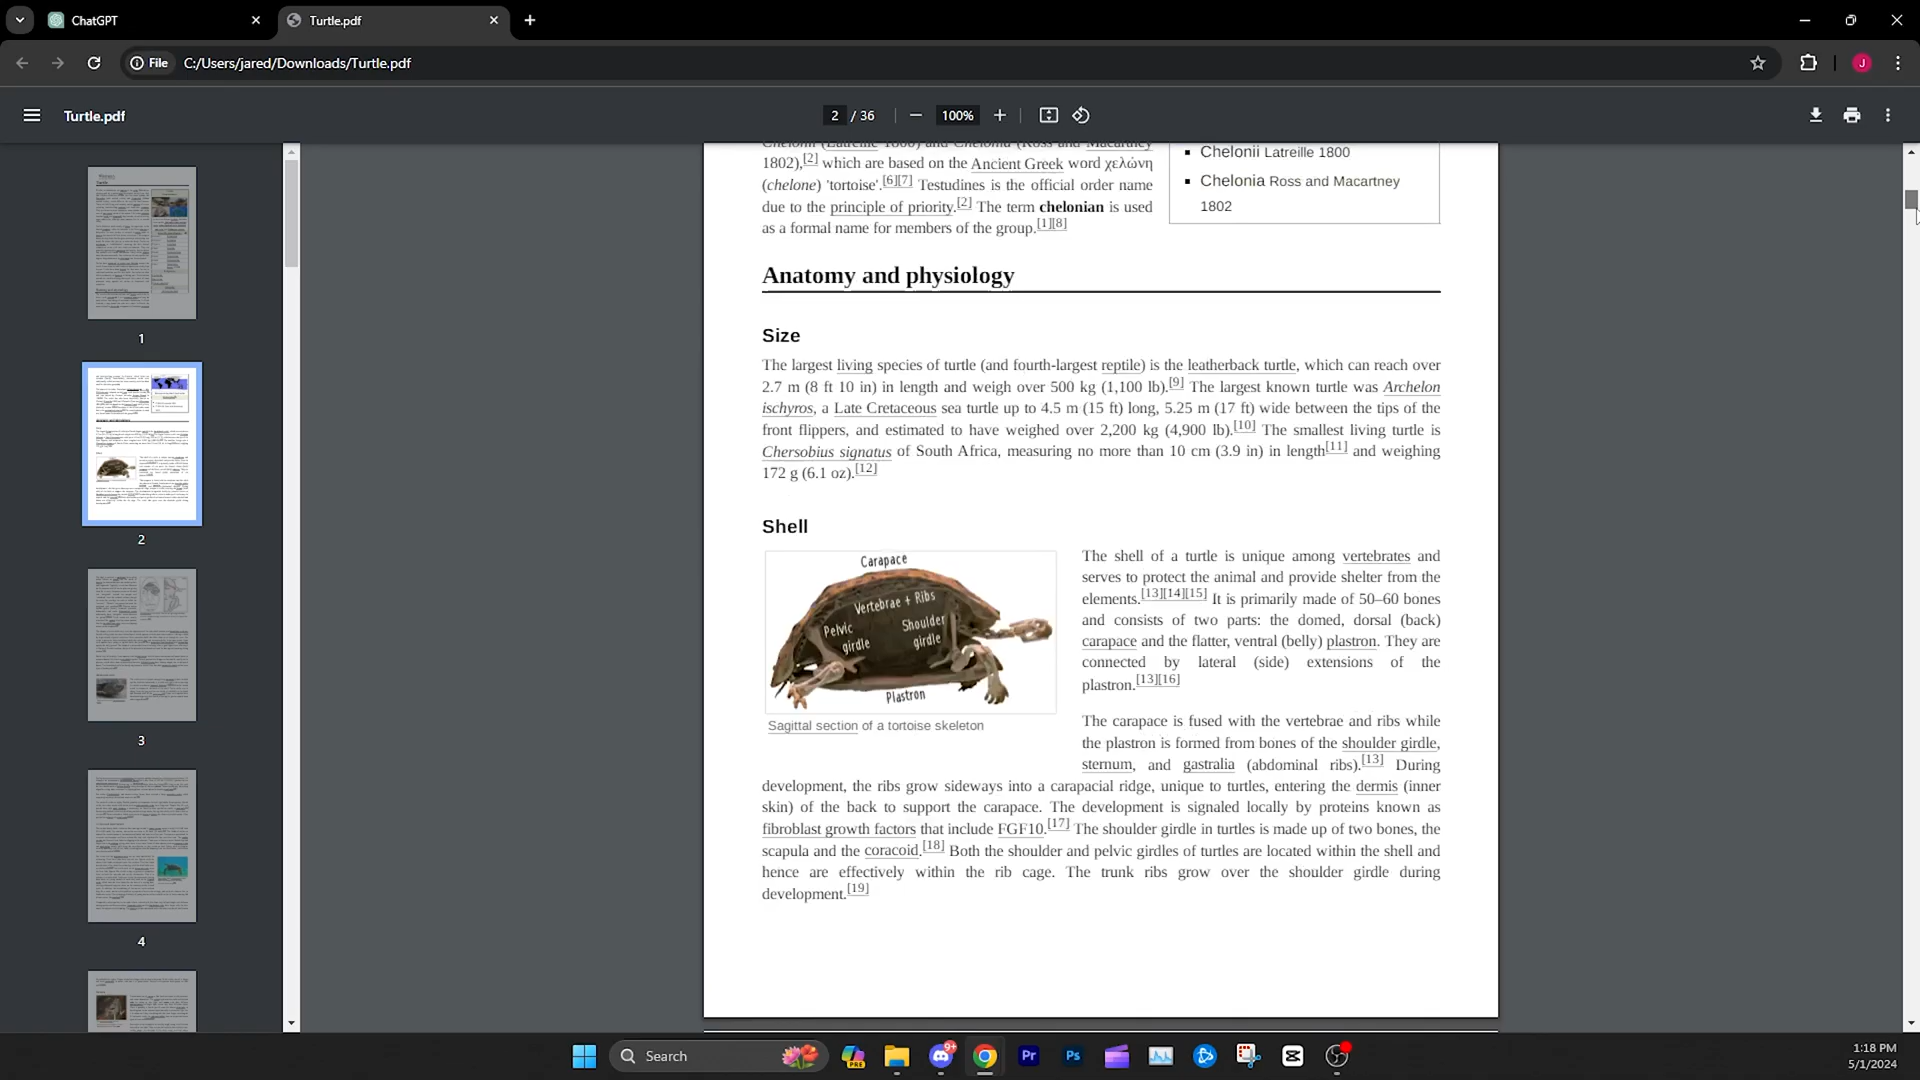 ChatGPT
Turtle.pdf
File C:/Users/jared/Downloads/Turtle.pdf
J
Turtle.pdf
2 / 36
100%
1
2
3
4
Chelonii (Latreille 1800) and Chelonia (Ross and Macartney
1802),[2] which are based on the Ancient Greek word χελώνη
(chelone) 'tortoise'.[6][7] Testudines is the official order name
due to the principle of priority.[2] The term chelonian is used
as a formal name for members of the group.[1][8]
▪ Chelonii Latreille 1800
▪ Chelonia Ross and Macartney
1802
Anatomy and physiology
Size
The largest living species of turtle (and fourth-largest reptile) is the leatherback turtle, which can reach over
2.7 m (8 ft 10 in) in length and weigh over 500 kg (1,100 lb).[9] The largest known turtle was Archelon
ischyros, a Late Cretaceous sea turtle up to 4.5 m (15 ft) long, 5.25 m (17 ft) wide between the tips of the
front flippers, and estimated to have weighed over 2,200 kg (4,900 lb).[10] The smallest living turtle is
Chersobius signatus of South Africa, measuring no more than 10 cm (3.9 in) in length[11] and weighing
172 g (6.1 oz).[12]
Shell
Carapace
Vertebrae + Ribs
Pelvic
girdle
Shoulder
girdle
Plastron
Sagittal section of a tortoise skeleton
The shell of a turtle is unique among vertebrates and
serves to protect the animal and provide shelter from the
elements.[13][14][15] It is primarily made of 50–60 bones
and consists of two parts: the domed, dorsal (back)
carapace and the flatter, ventral (belly) plastron. They are
connected by lateral (side) extensions of the
plastron.[13][16]
The carapace is fused with the vertebrae and ribs while
the plastron is formed from bones of the shoulder girdle,
sternum, and gastralia (abdominal ribs).[13] During
development, the ribs grow sideways into a carapacial ridge, unique to turtles, entering the dermis (inner
skin) of the back to support the carapace. The development is signaled locally by proteins known as
fibroblast growth factors that include FGF10.[17] The shoulder girdle in turtles is made up of two bones, the
scapula and the coracoid.[18] Both the shoulder and pelvic girdles of turtles are located within the shell and
hence are effectively within the rib cage. The trunk ribs grow over the shoulder girdle during
development.[19]
Search
PRE
9+
Pr
Ps
1:18 PM
5/1/2024